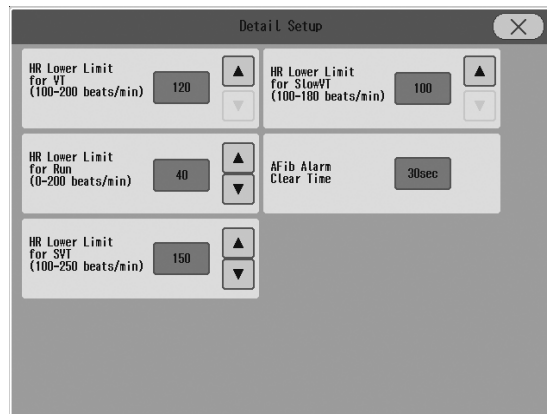 Detail Setup
HR Lower Limit
for VT
(100-200 beats/min)
120
HR Lower Limit
for SlowVT
(100-180 beats/min)
100
HR Lower Limit
for Run
(0-200 beats/min)
40
AFib Alarm
Clear Time
30sec
HR Lower Limit
for SVT
(100-250 beats/min)
150